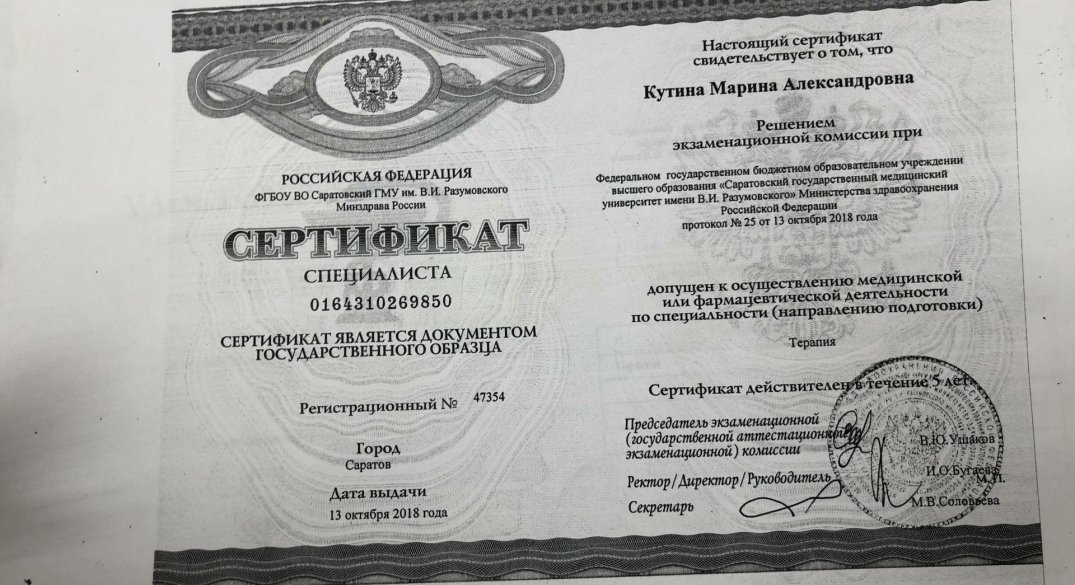 РОССИЙСКАЯ ФЕДЕРАЦИЯ
ФГБОУ ВО Саратовский ГМУ им. В.И. Разумовского
Минздрава России
СЕРТИФИКАТ
СПЕЦИАЛИСТА
0164310269850
СЕРТИФИКАТ ЯВЛЯЕТСЯ ДОКУМЕНТОМ
ГОСУДАРСТВЕННОГО ОБРАЗЦА
Регистрационный № 47354
Город
Саратов
Дата выдачи
13 октября 2018 года
Настоящий сертификат
свидетельствует о том, что
Кутина Марина Александровна
Решением
экзаменационной комиссии при
Федеральном государственном бюджетном образовательном учреждении
высшего образования «Саратовский государственный медицинский
университет имени В.И. Разумовского» Министерства здравоохранения
Российской Федерации
протокол № 25 от 13 октября 2018 года
допущен к осуществлению медицинской
или фармацевтической деятельности
по специальности (направлению подготовки)
Терапия
Сертификат действителен в течение 5 лет
Председатель экзаменационной
(государственной аттестационной
экзаменационной) комиссии
В.Ю.Ушаков
Ректор/Директор/Руководитель
И.О.Бугаева
М. П.
Секретарь
М.В.Соловьева